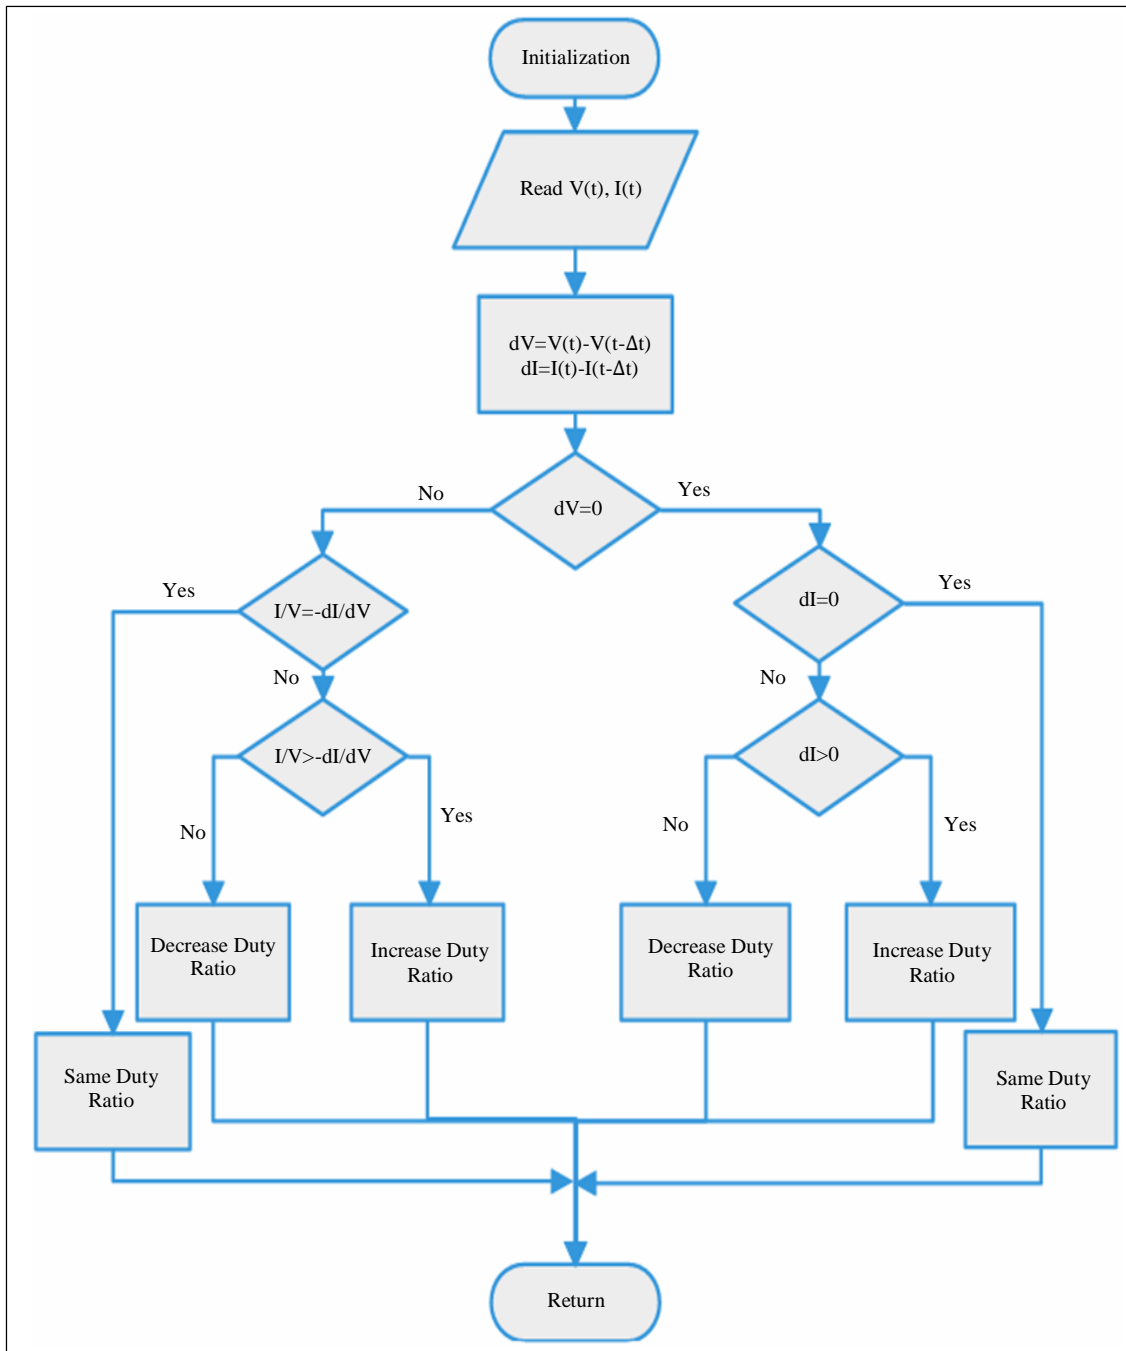 Initialization
Read V(t), I(t)
dV=V(t)-V(t-Δt)
dI=I(t)-I(t-Δt)
No
Yes
dV=0
Yes
I/V=-dI/dV
dI=0
Yes
No
No
I/V>-dI/dV
dI>0
No
Yes
No
Yes
Decrease Duty
Ratio
Increase Duty
Ratio
Decrease Duty
Ratio
Increase Duty
Ratio
Same Duty
Ratio
Same Duty
Ratio
Return